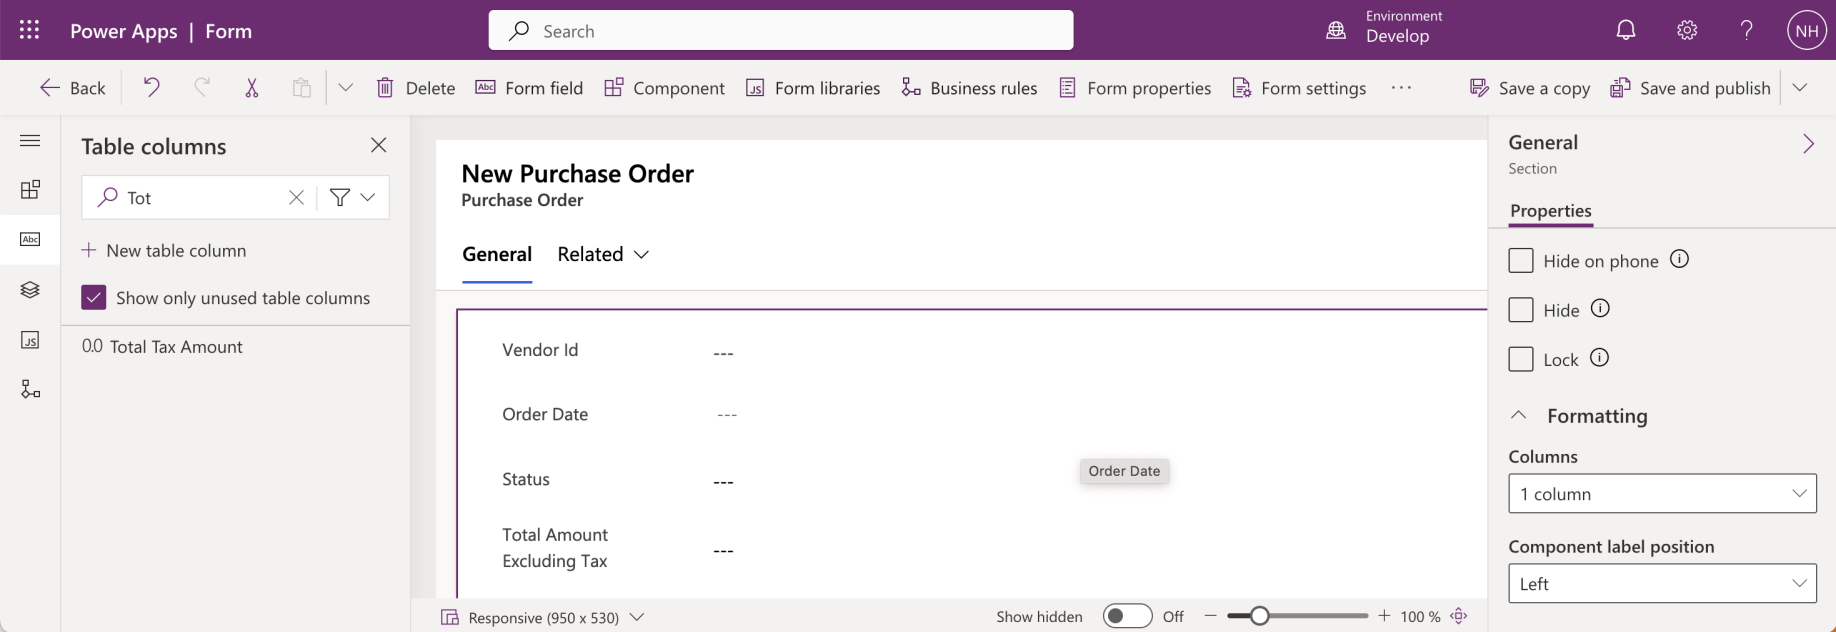 Power Apps | Form
Search
Environment
Develop
NH
Back
Delete
Abc Form field
Component
JS Form libraries
Business rules
Form properties
Form settings
...
Save a copy
Save and publish
Table columns
Tot
New table column
Show only unused table columns
0.0 Total Tax Amount
Abc
JS
New Purchase Order
Purchase Order
General
Related
Vendor Id ---
Order Date ---
Order Date
Status ---
Total Amount
Excluding Tax ---
Responsive (950 x 530)
Show hidden
Off
100 %
General
Section
Properties
Hide on phone
Hide
Lock
Formatting
Columns
1 column
Component label position
Left